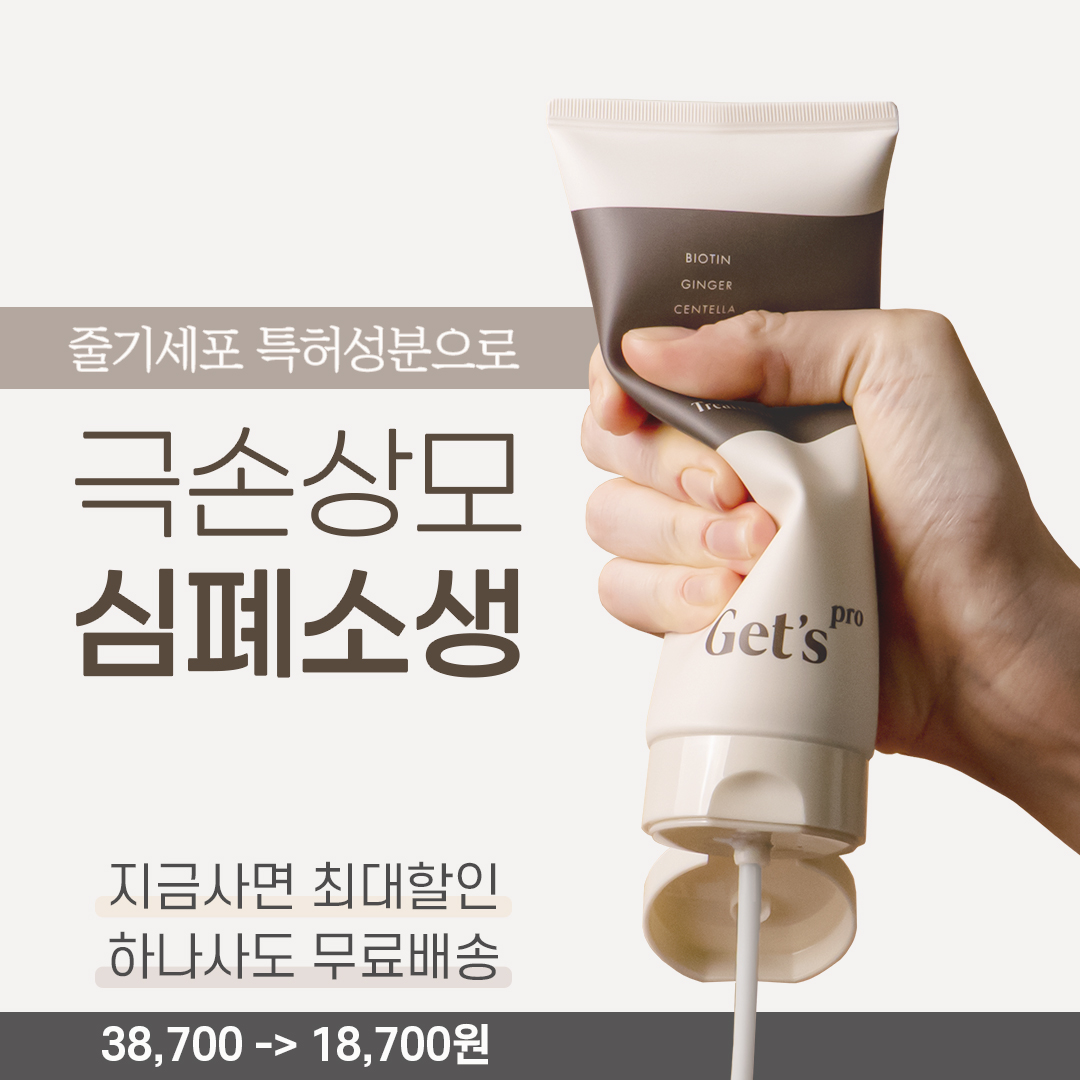 BIOTIN
GINGER
CENTELLA
줄기세포 특허성분으로
극손상모
심폐소생
Get's pro
지금사면 최대할인
하나사도 무료배송
38,700 -> 18,700원